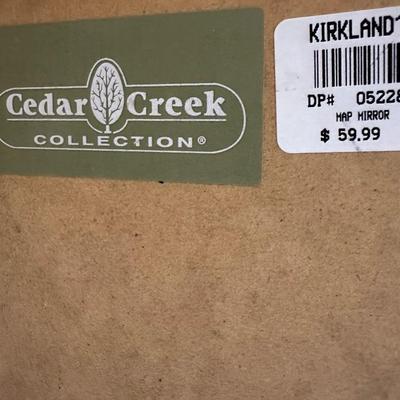 Cedar Creek
COLLECTION®
KIRKLAND'
DP# 05228
MAP MIRROR
$ 59.99